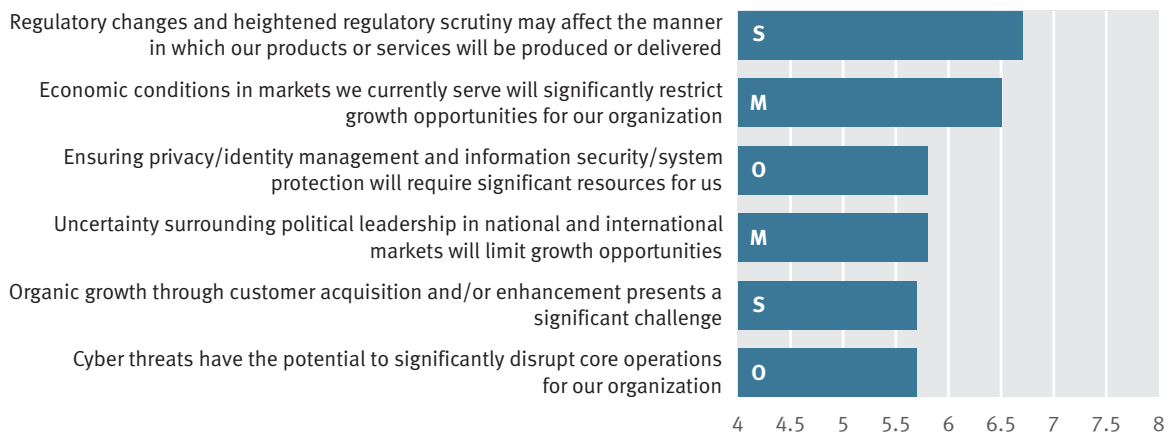 Regulatory changes and heightened regulatory scrutiny may affect the manner
in which our products or services will be produced or delivered
S
Economic conditions in markets we currently serve will significantly restrict
growth opportunities for our organization
M
Ensuring privacy/identity management and information security/system
protection will require significant resources for us
O
Uncertainty surrounding political leadership in national and international
markets will limit growth opportunities
M
Organic growth through customer acquisition and/or enhancement presents a
significant challenge
S
Cyber threats have the potential to significantly disrupt core operations
for our organization
O
4 4.5 5 5.5 6 6.5 7 7.5 8